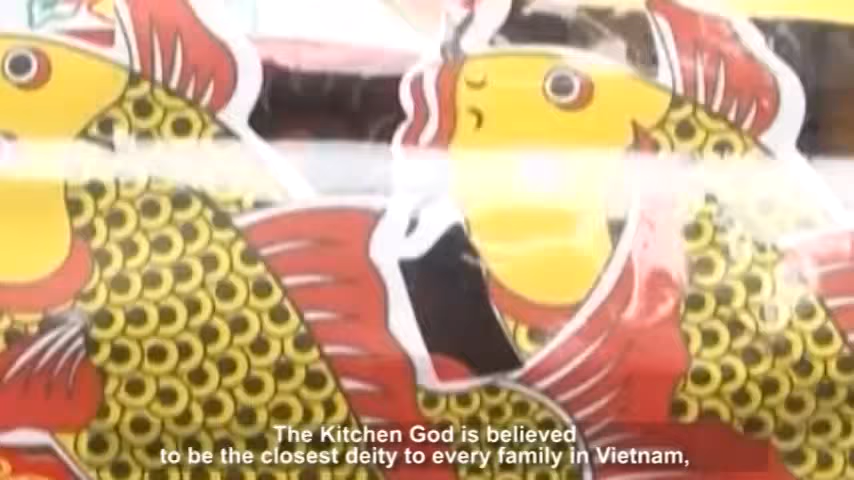 The Kitchen God is believed
to be the closest deity to every family in Vietnam,